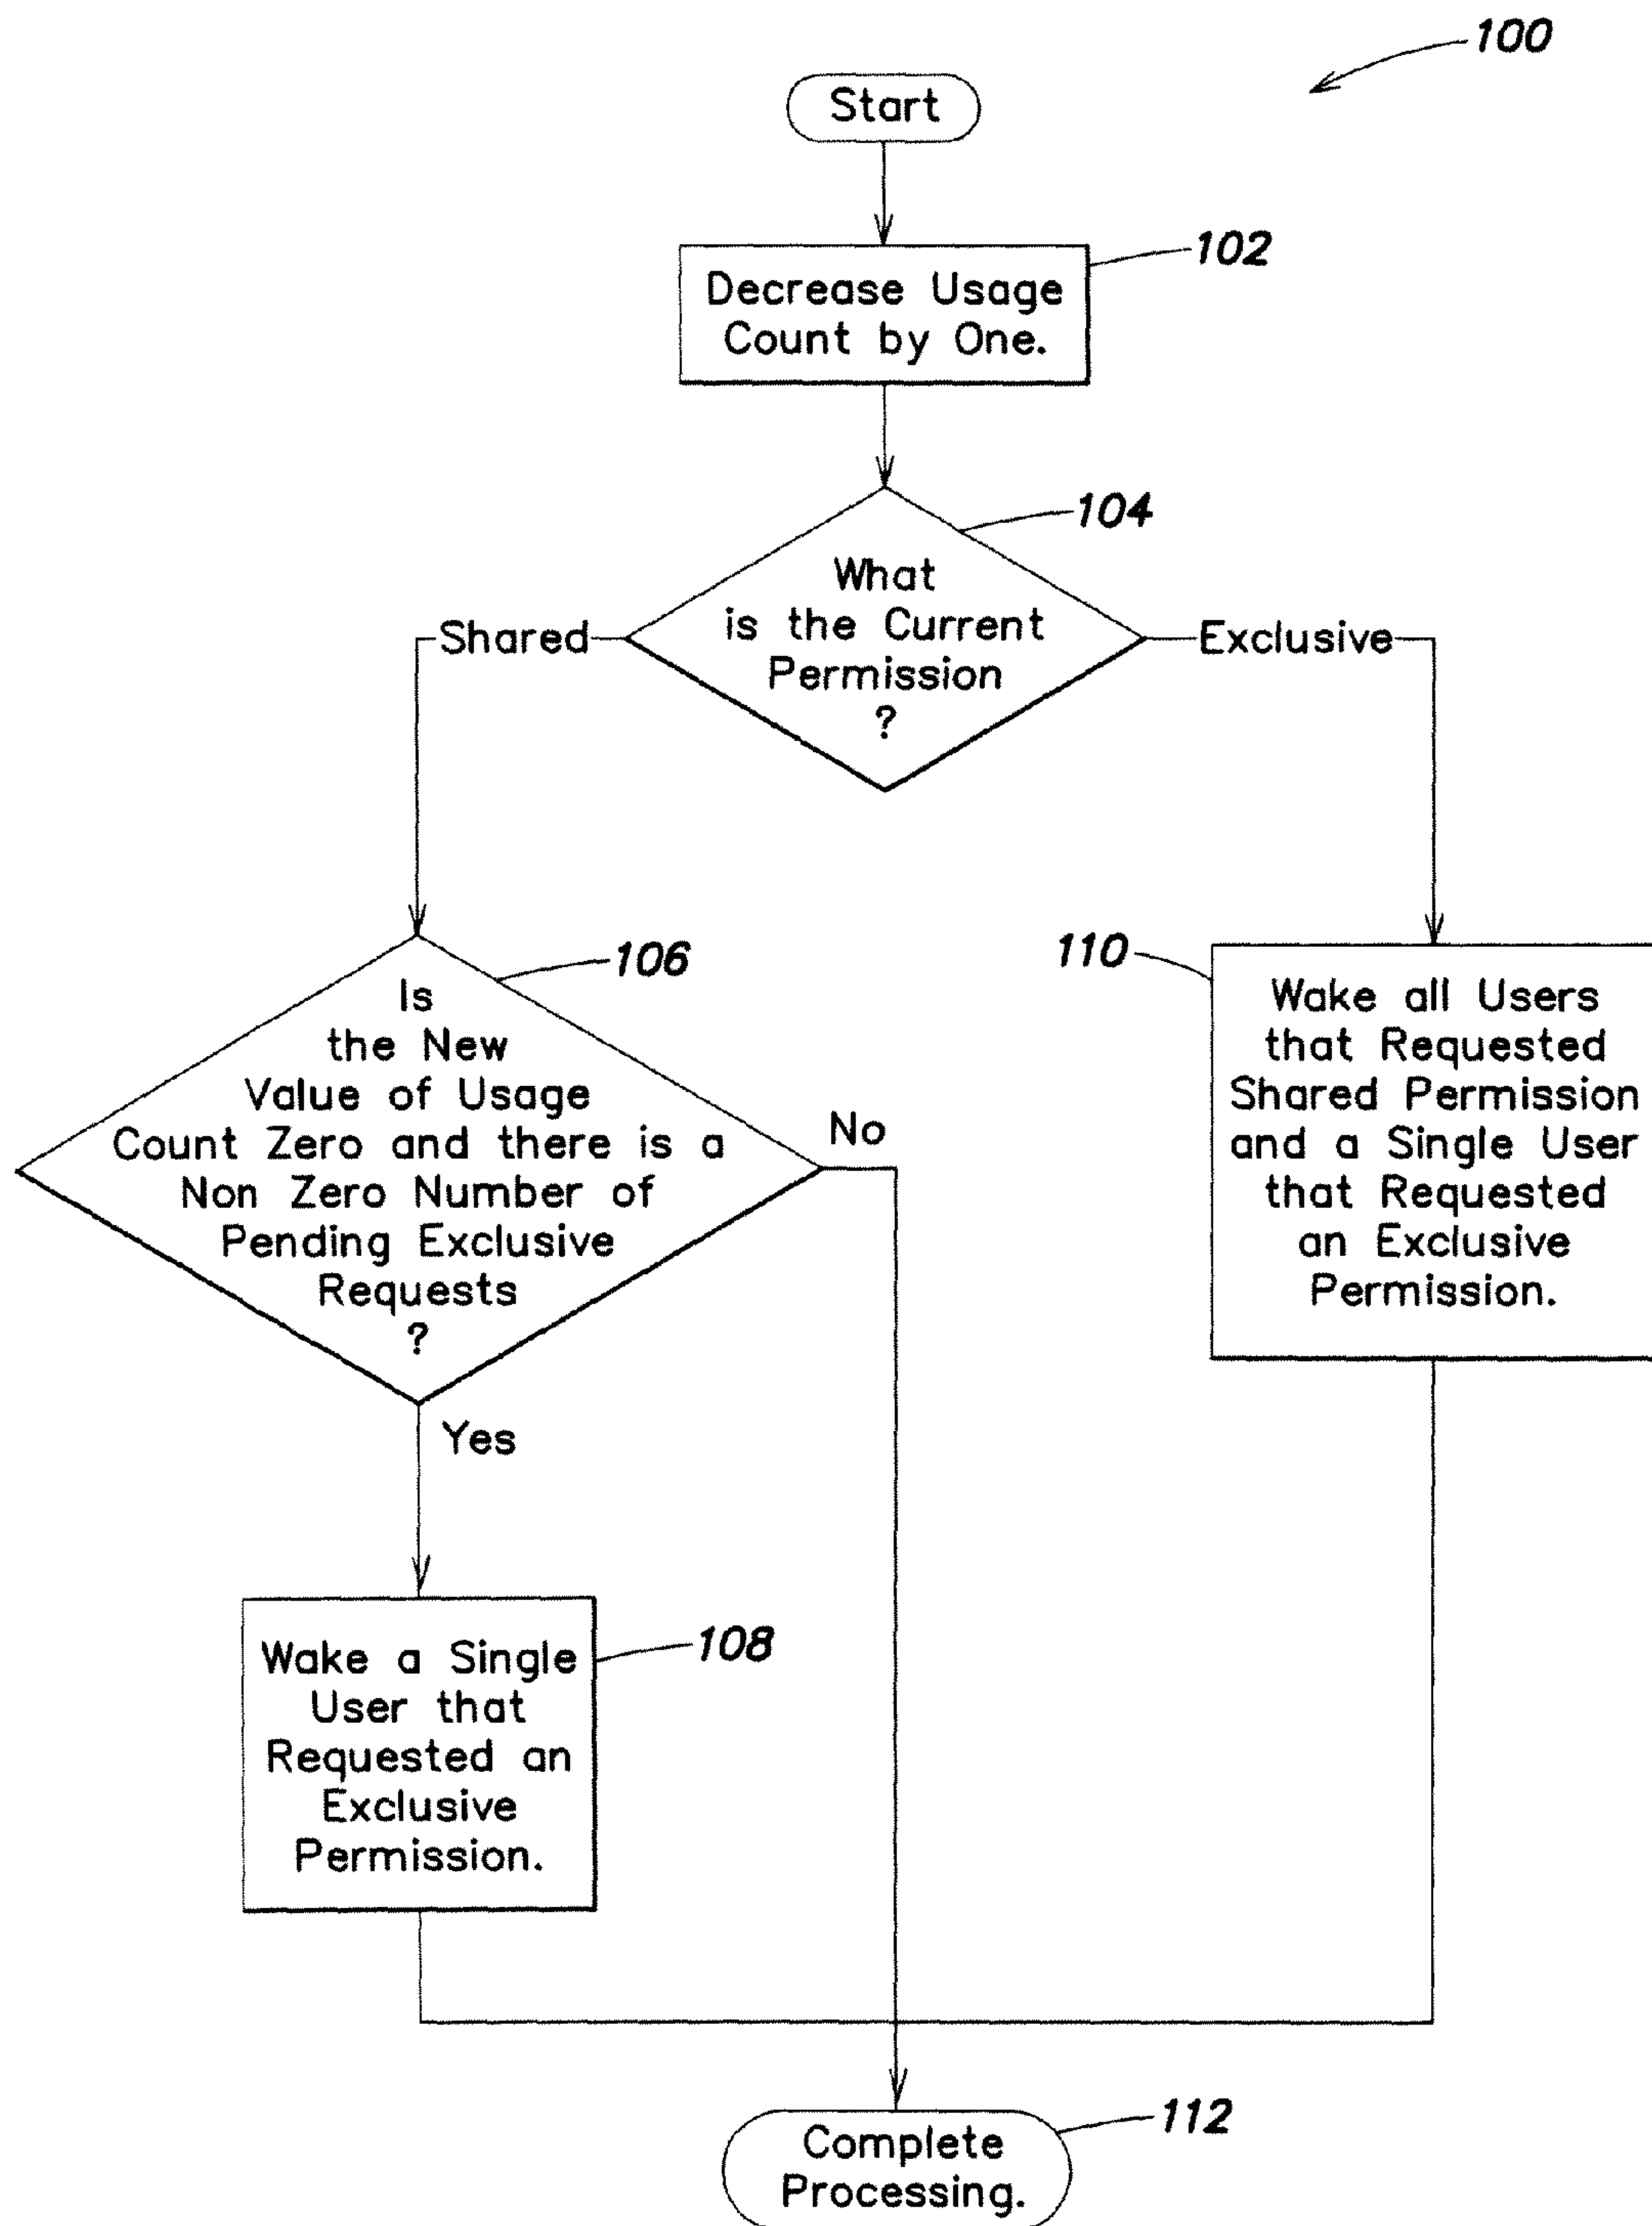 100
Start
102
Decrease Usage
Count by One.
104
What
is the Current
Permission
?
Shared
Exclusive
106
Is
the New
Value of Usage
Count Zero and there is a
Non Zero Number of
Pending Exclusive
Requests
?
No
Yes
110
Wake all Users
that Requested
Shared Permission
and a Single User
that Requested
an Exclusive
Permission.
108
Wake a Single
User that
Requested an
Exclusive
Permission.
112
Complete
Processing.